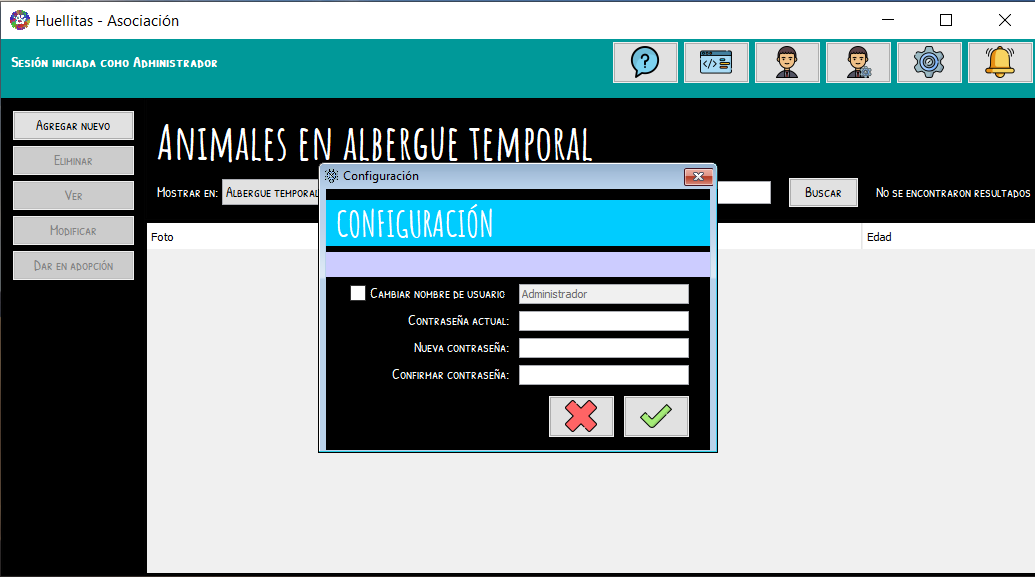 Huellitas - Asociación
Sesión iniciada como Administrador
Agregar nuevo
Eliminar
Ver
Modificar
Dar en adopción
Animales en albergue temporal
Mostrar en: Albergue temporal Buscar No se encontraron resultados
Foto Edad
Configuración
CONFIGURACIÓN
Cambiar nombre de usuario Administrador
Contraseña actual:
Nueva contraseña:
Confirmar contraseña: